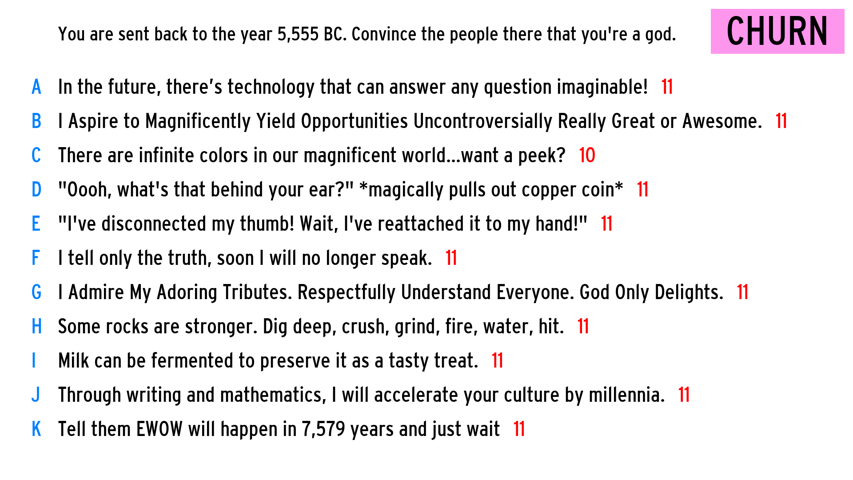 You are sent back to the year 5,555 BC. Convince the people there that you're a god.
CHURN
A In the future, there’s technology that can answer any question imaginable! 11
B I Aspire to Magnificently Yield Opportunities Uncontroversially Really Great or Awesome. 11
C There are infinite colors in our magnificent world...want a peek? 10
D "Oooh, what's that behind your ear?" *magically pulls out copper coin* 11
E "I've disconnected my thumb! Wait, I've reattached it to my hand!" 11
F I tell only the truth, soon I will no longer speak. 11
G I Admire My Adoring Tributes. Respectfully Understand Everyone. God Only Delights. 11
H Some rocks are stronger. Dig deep, crush, grind, fire, water, hit. 11
I Milk can be fermented to preserve it as a tasty treat. 11
J Through writing and mathematics, I will accelerate your culture by millennia. 11
K Tell them EWOW will happen in 7,579 years and just wait 11